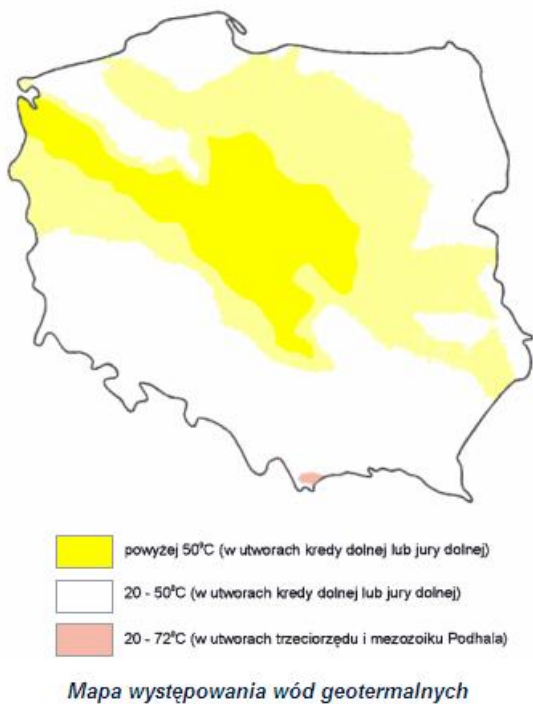 powyżej 50°C (w utworach kredy dolnej lub jury dolnej)
20 - 50°C (w utworach kredy dolnej lub jury dolnej)
20 - 72°C (w utworach trzeciorzędu i mezozoiku Podhala)
Mapa występowania wód geotermalnych